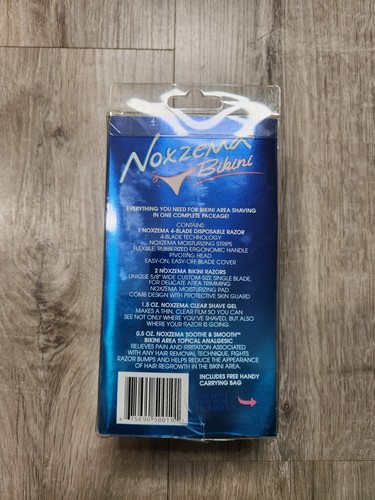 NOXZEMA
Bikini
EVERYTHING YOU NEED FOR BIKINI AREA SHAVING
IN ONE COMPLETE PACKAGE!
CONTAINS:
1 NOXZEMA 4-BLADE DISPOSABLE RAZOR
4-BLADE TECHNOLOGY
NOXZEMA MOISTURIZING STRIPS
FLEXIBLE, RUBBERIZED ERGONOMIC HANDLE
PIVOTING HEAD
EASY-ON, EASY-OFF BLADE COVER
2 NOXZEMA BIKINI RAZORS
UNIQUE 5/8" WIDE CUSTOM-SIZE SINGLE BLADE,
FOR DELICATE AREA TRIMMING
NOXZEMA MOISTURIZING PAD
COMB DESIGN WITH PROTECTIVE SKIN GUARD
1.5 OZ. NOXZEMA CLEAR SHAVE GEL
MAKES A THIN, CLEAR FILM SO YOU CAN
SEE NOT ONLY WHERE YOU'VE SHAVED, BUT ALSO
WHERE YOUR RAZOR IS GOING.
0.5 OZ. NOXZEMA SOOTHE & SMOOTH™
BIKINI AREA TOPICAL ANALGESIC
RELIEVES PAIN AND IRRITATION ASSOCIATED
WITH ANY HAIR REMOVAL TECHNIQUE. FIGHTS
RAZOR BUMPS AND HELPS REDUCE THE APPEARANCE
OF HAIR REGROWTH IN THE BIKINI AREA.
INCLUDES FREE HANDY
CARRYING BAG